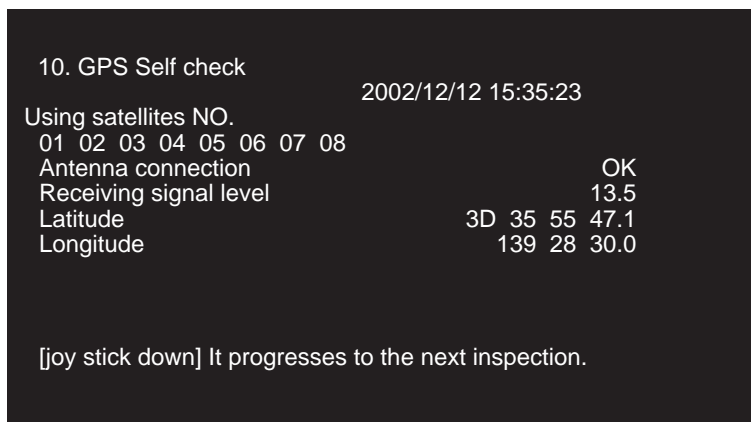 10. GPS Self check
2002/12/12 15:35:23
Using satellites NO.
01 02 03 04 05 06 07 08
Antenna connection OK
Receiving signal level 13.5
Latitude 3D 35 55 47.1
Longitude 139 28 30.0
[joy stick down] It progresses to the next inspection.